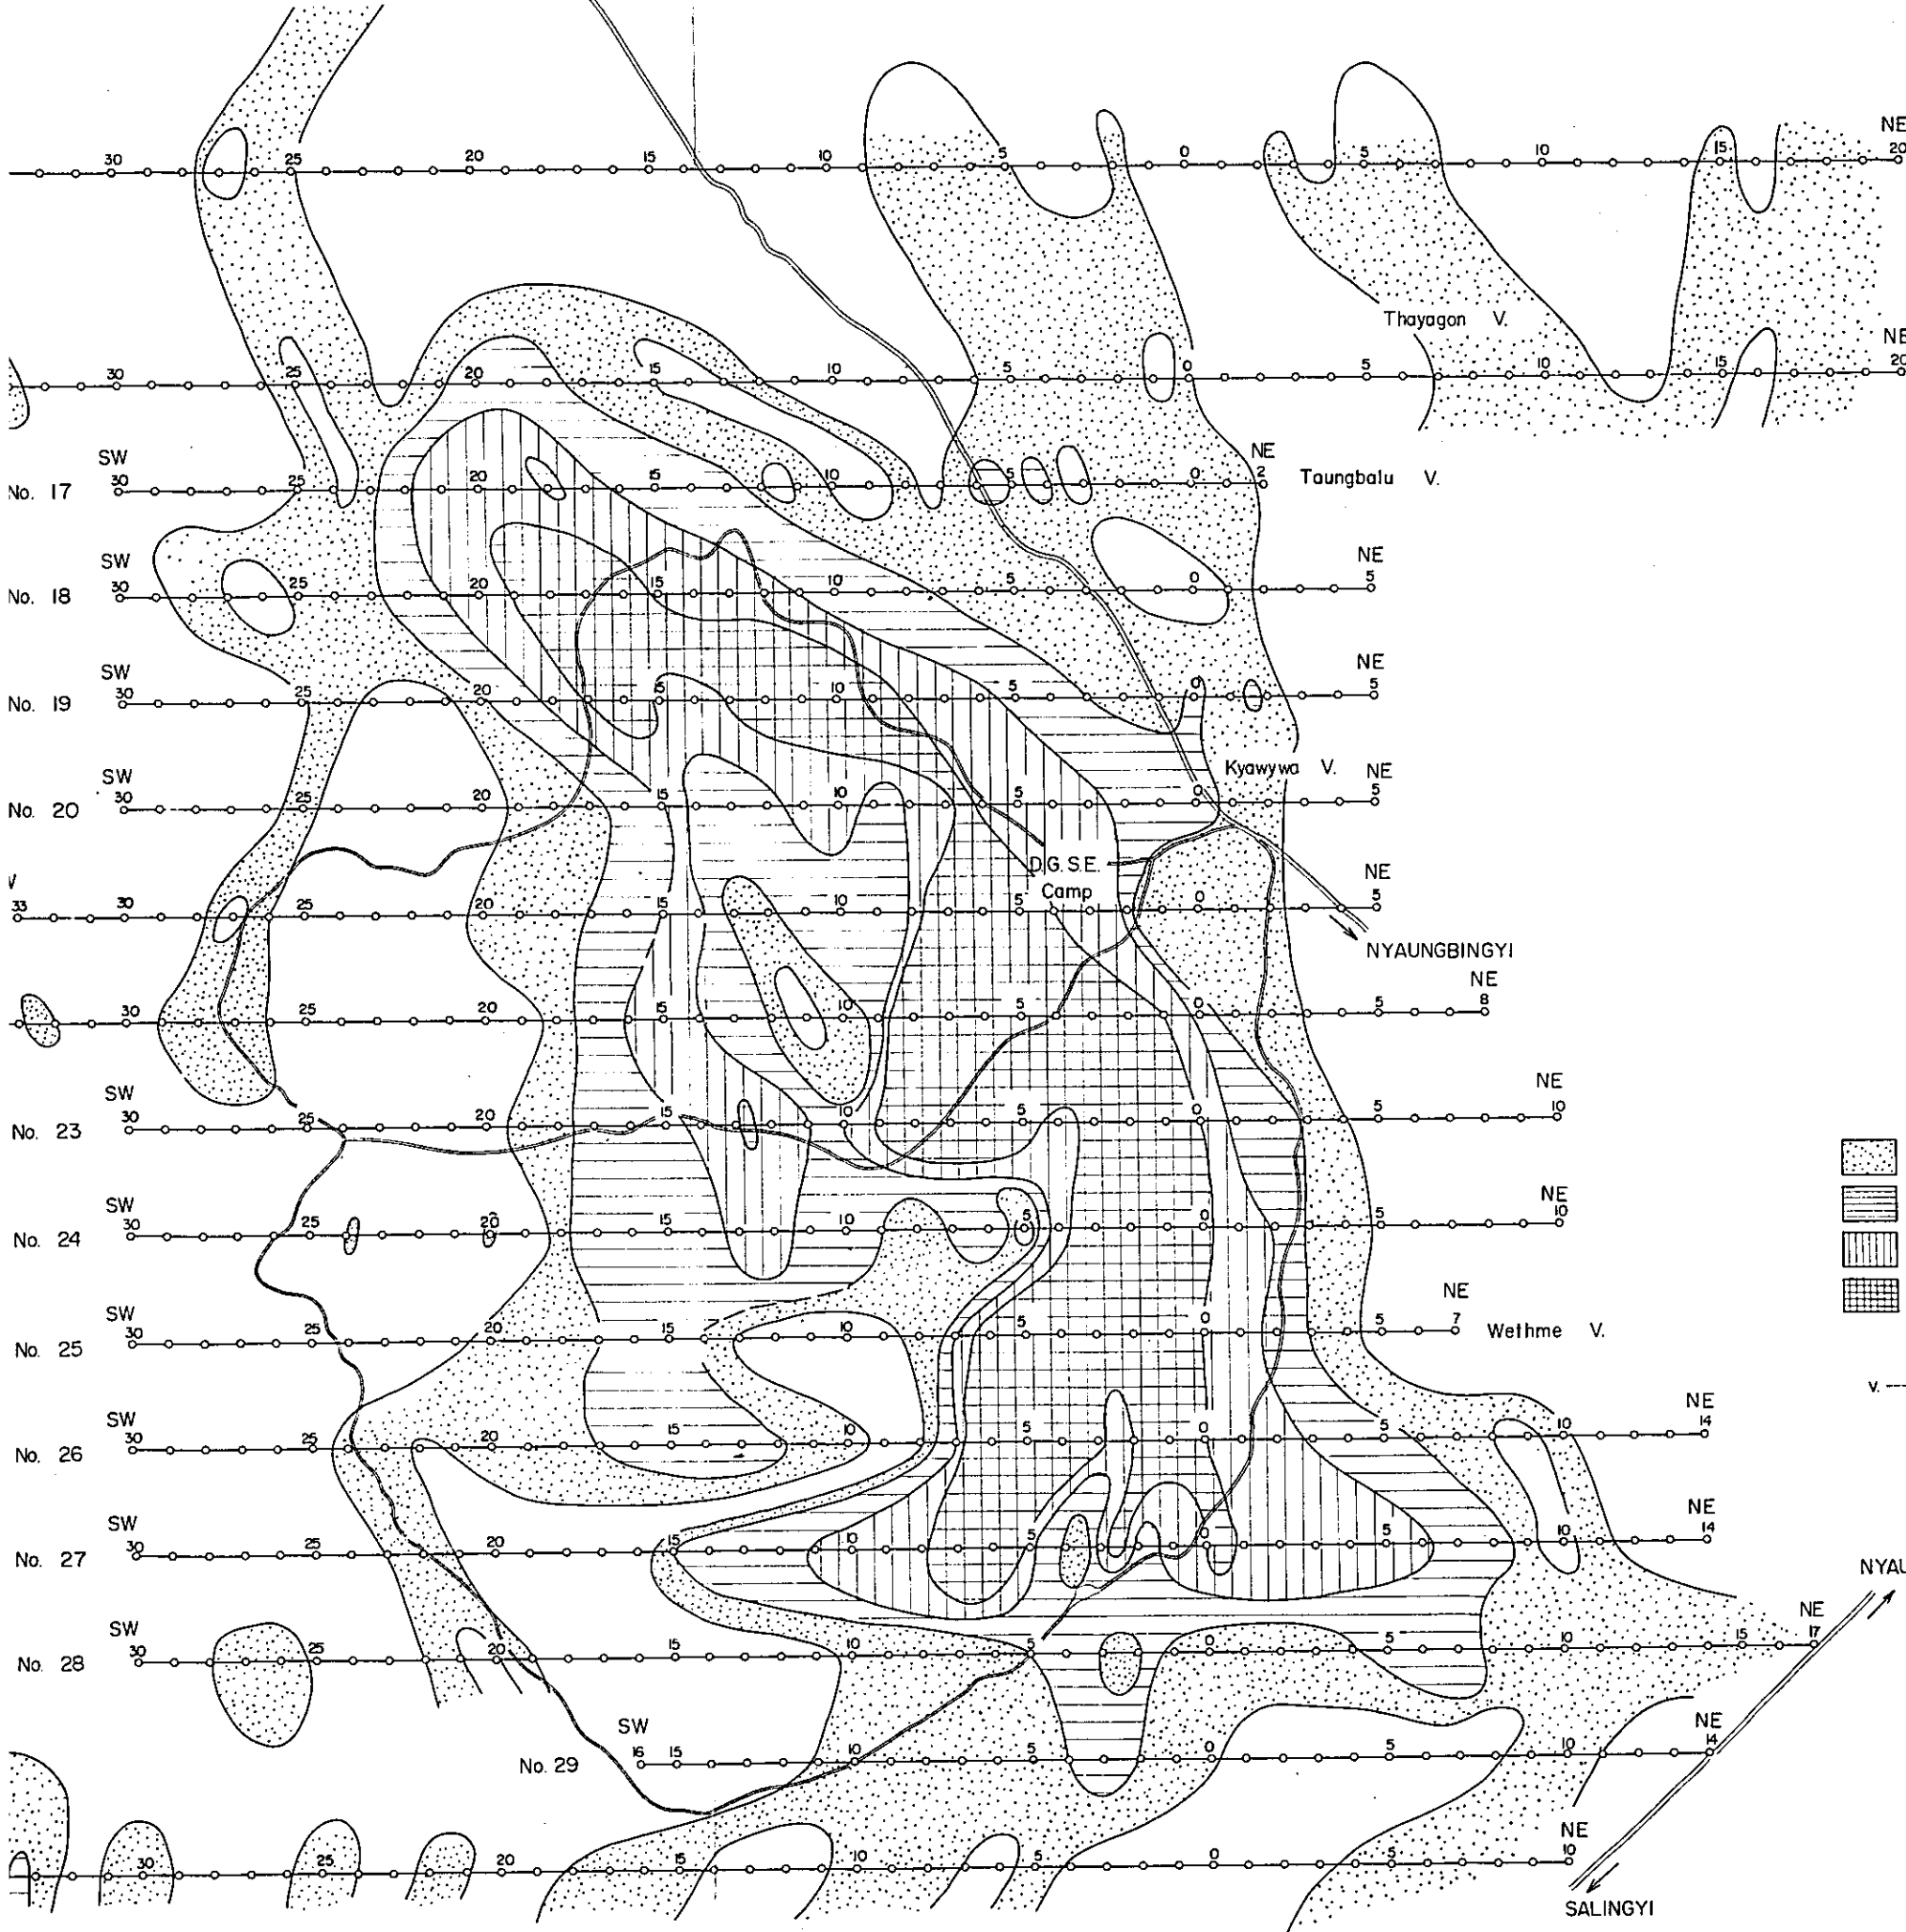 NE
30 25 20 15 10 5 0 5 10 15 20
Thayagon V.
NE
30 25 20 15 10 5 0 5 10 15 20
SW NE
No. 17 30 25 20 15 10 5 0 2 Taungbalu V.
SW NE
No. 18 30 25 20 15 10 5 0 5
SW NE
No. 19 30 25 20 15 10 5 0 5
Kyawywa V.
SW NE
No. 20 30 25 20 15 10 5 0 5
D.G.S.E.
Camp
NE
33 30 25 20 15 10 5 0 5
NYAUNGBINGYI
NE
30 25 20 15 10 5 0 5 8
SW NE
No. 23 30 25 20 15 10 5 0 5 10
SW NE
No. 24 30 25 20 15 10 5 0 5 10
SW NE
No. 25 30 25 20 15 10 5 0 5 7 Wethme V.
V.
SW NE
No. 26 30 25 20 15 10 5 0 5 10 14
SW NE
No. 27 30 25 20 15 10 5 0 5 10 14
NYAU
SW NE
No. 28 30 25 20 15 10 5 0 5 10 15 17
SW NE
No. 29 16 15 10 5 0 5 10 14
NE
30 25 20 15 10 5 0 5 10
SALINGYI